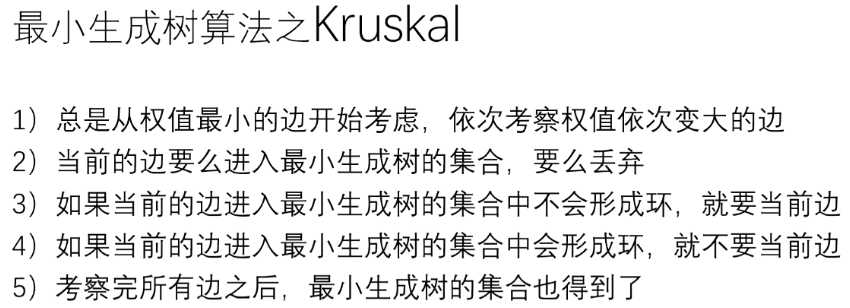 最小生成树算法之Kruskal
1）总是从权值最小的边开始考虑，依次考察权值依次变大的边
2）当前的边要么进入最小生成树的集合，要么丢弃
3）如果当前的边进入最小生成树的集合中不会形成环，就要当前边
4）如果当前的边进入最小生成树的集合中会形成环，就不要当前边
5）考察完所有边之后，最小生成树的集合也得到了